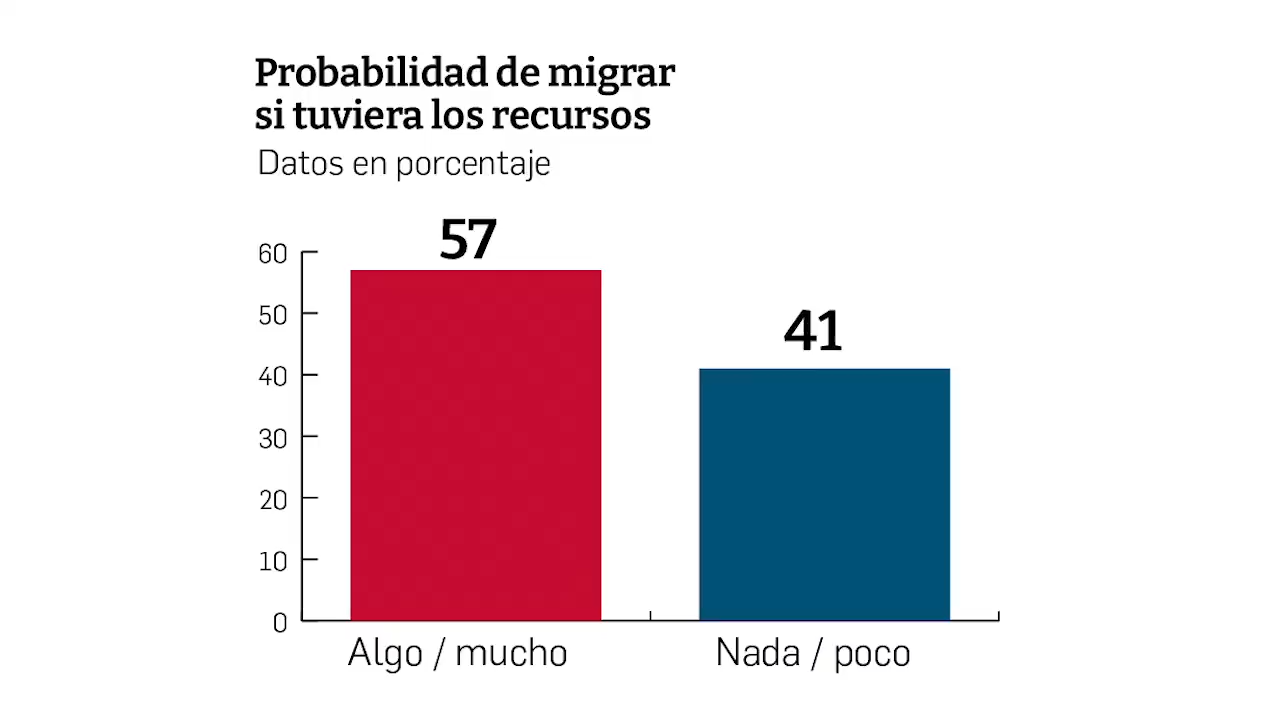 Probabilidad de migrar
si tuviera los recursos
Datos en porcentaje
57
41
60
50
40
30
20
10
0
Algo / mucho
Nada / poco